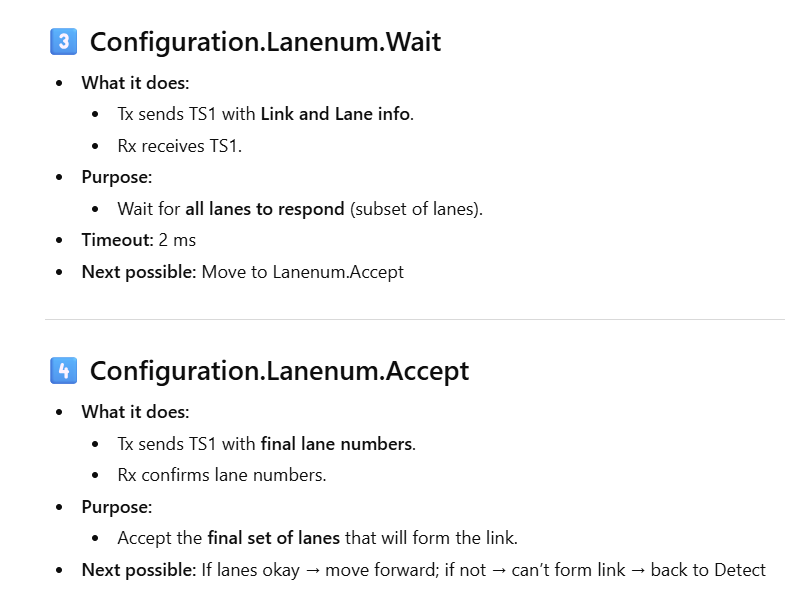 3 Configuration.Lanenum.Wait
• What it does:
• Tx sends TS1 with Link and Lane info.
• Rx receives TS1.
• Purpose:
• Wait for all lanes to respond (subset of lanes).
• Timeout: 2 ms
• Next possible: Move to Lanenum.Accept
4 Configuration.Lanenum.Accept
• What it does:
• Tx sends TS1 with final lane numbers.
• Rx confirms lane numbers.
• Purpose:
• Accept the final set of lanes that will form the link.
• Next possible: If lanes okay → move forward; if not → can't form link → back to Detect